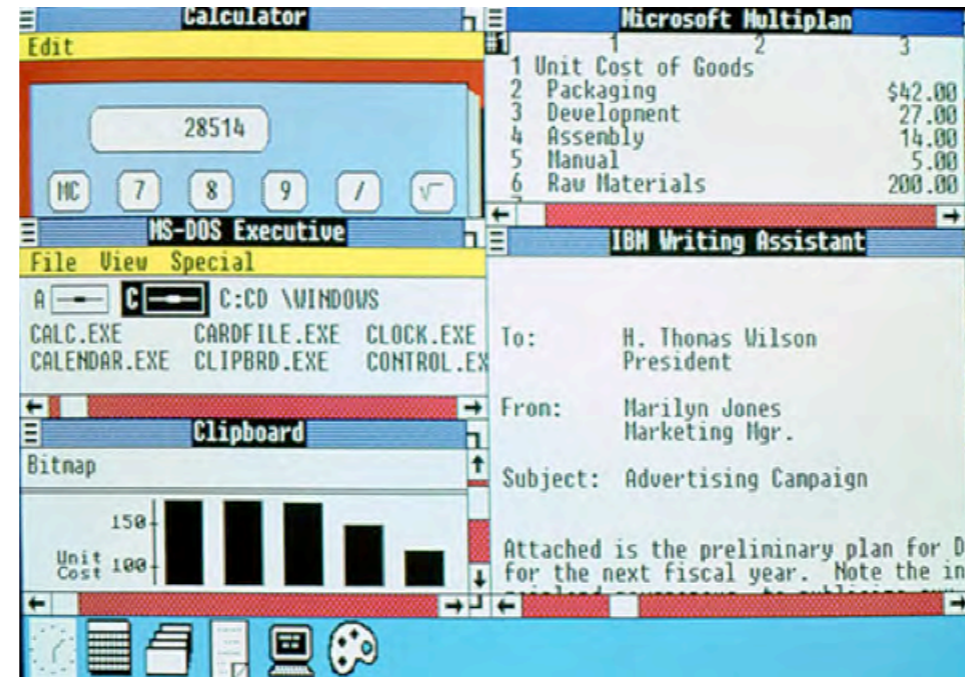 Calculator
Edit
28514
MC 7 8 9 / √
MS-DOS Executive
File View Special
A C C:CD \WINDOWS
CALC.EXE CARDFILE.EXE CLOCK.EXE
CALENDAR.EXE CLIPBRD.EXE CONTROL.EX
Clipboard
Bitmap
150
Unit
Cost 100
Microsoft Multiplan
#1 1 2 3
1 Unit Cost of Goods
2 Packaging $42.00
3 Development 27.00
4 Assembly 14.00
5 Manual 5.00
6 Raw Materials 200.00
IBM Writing Assistant
To: H. Thomas Wilson
President
From: Marilyn Jones
Marketing Mgr.
Subject: Advertising Campaign
Attached is the preliminary plan for D
for the next fiscal year. Note the in